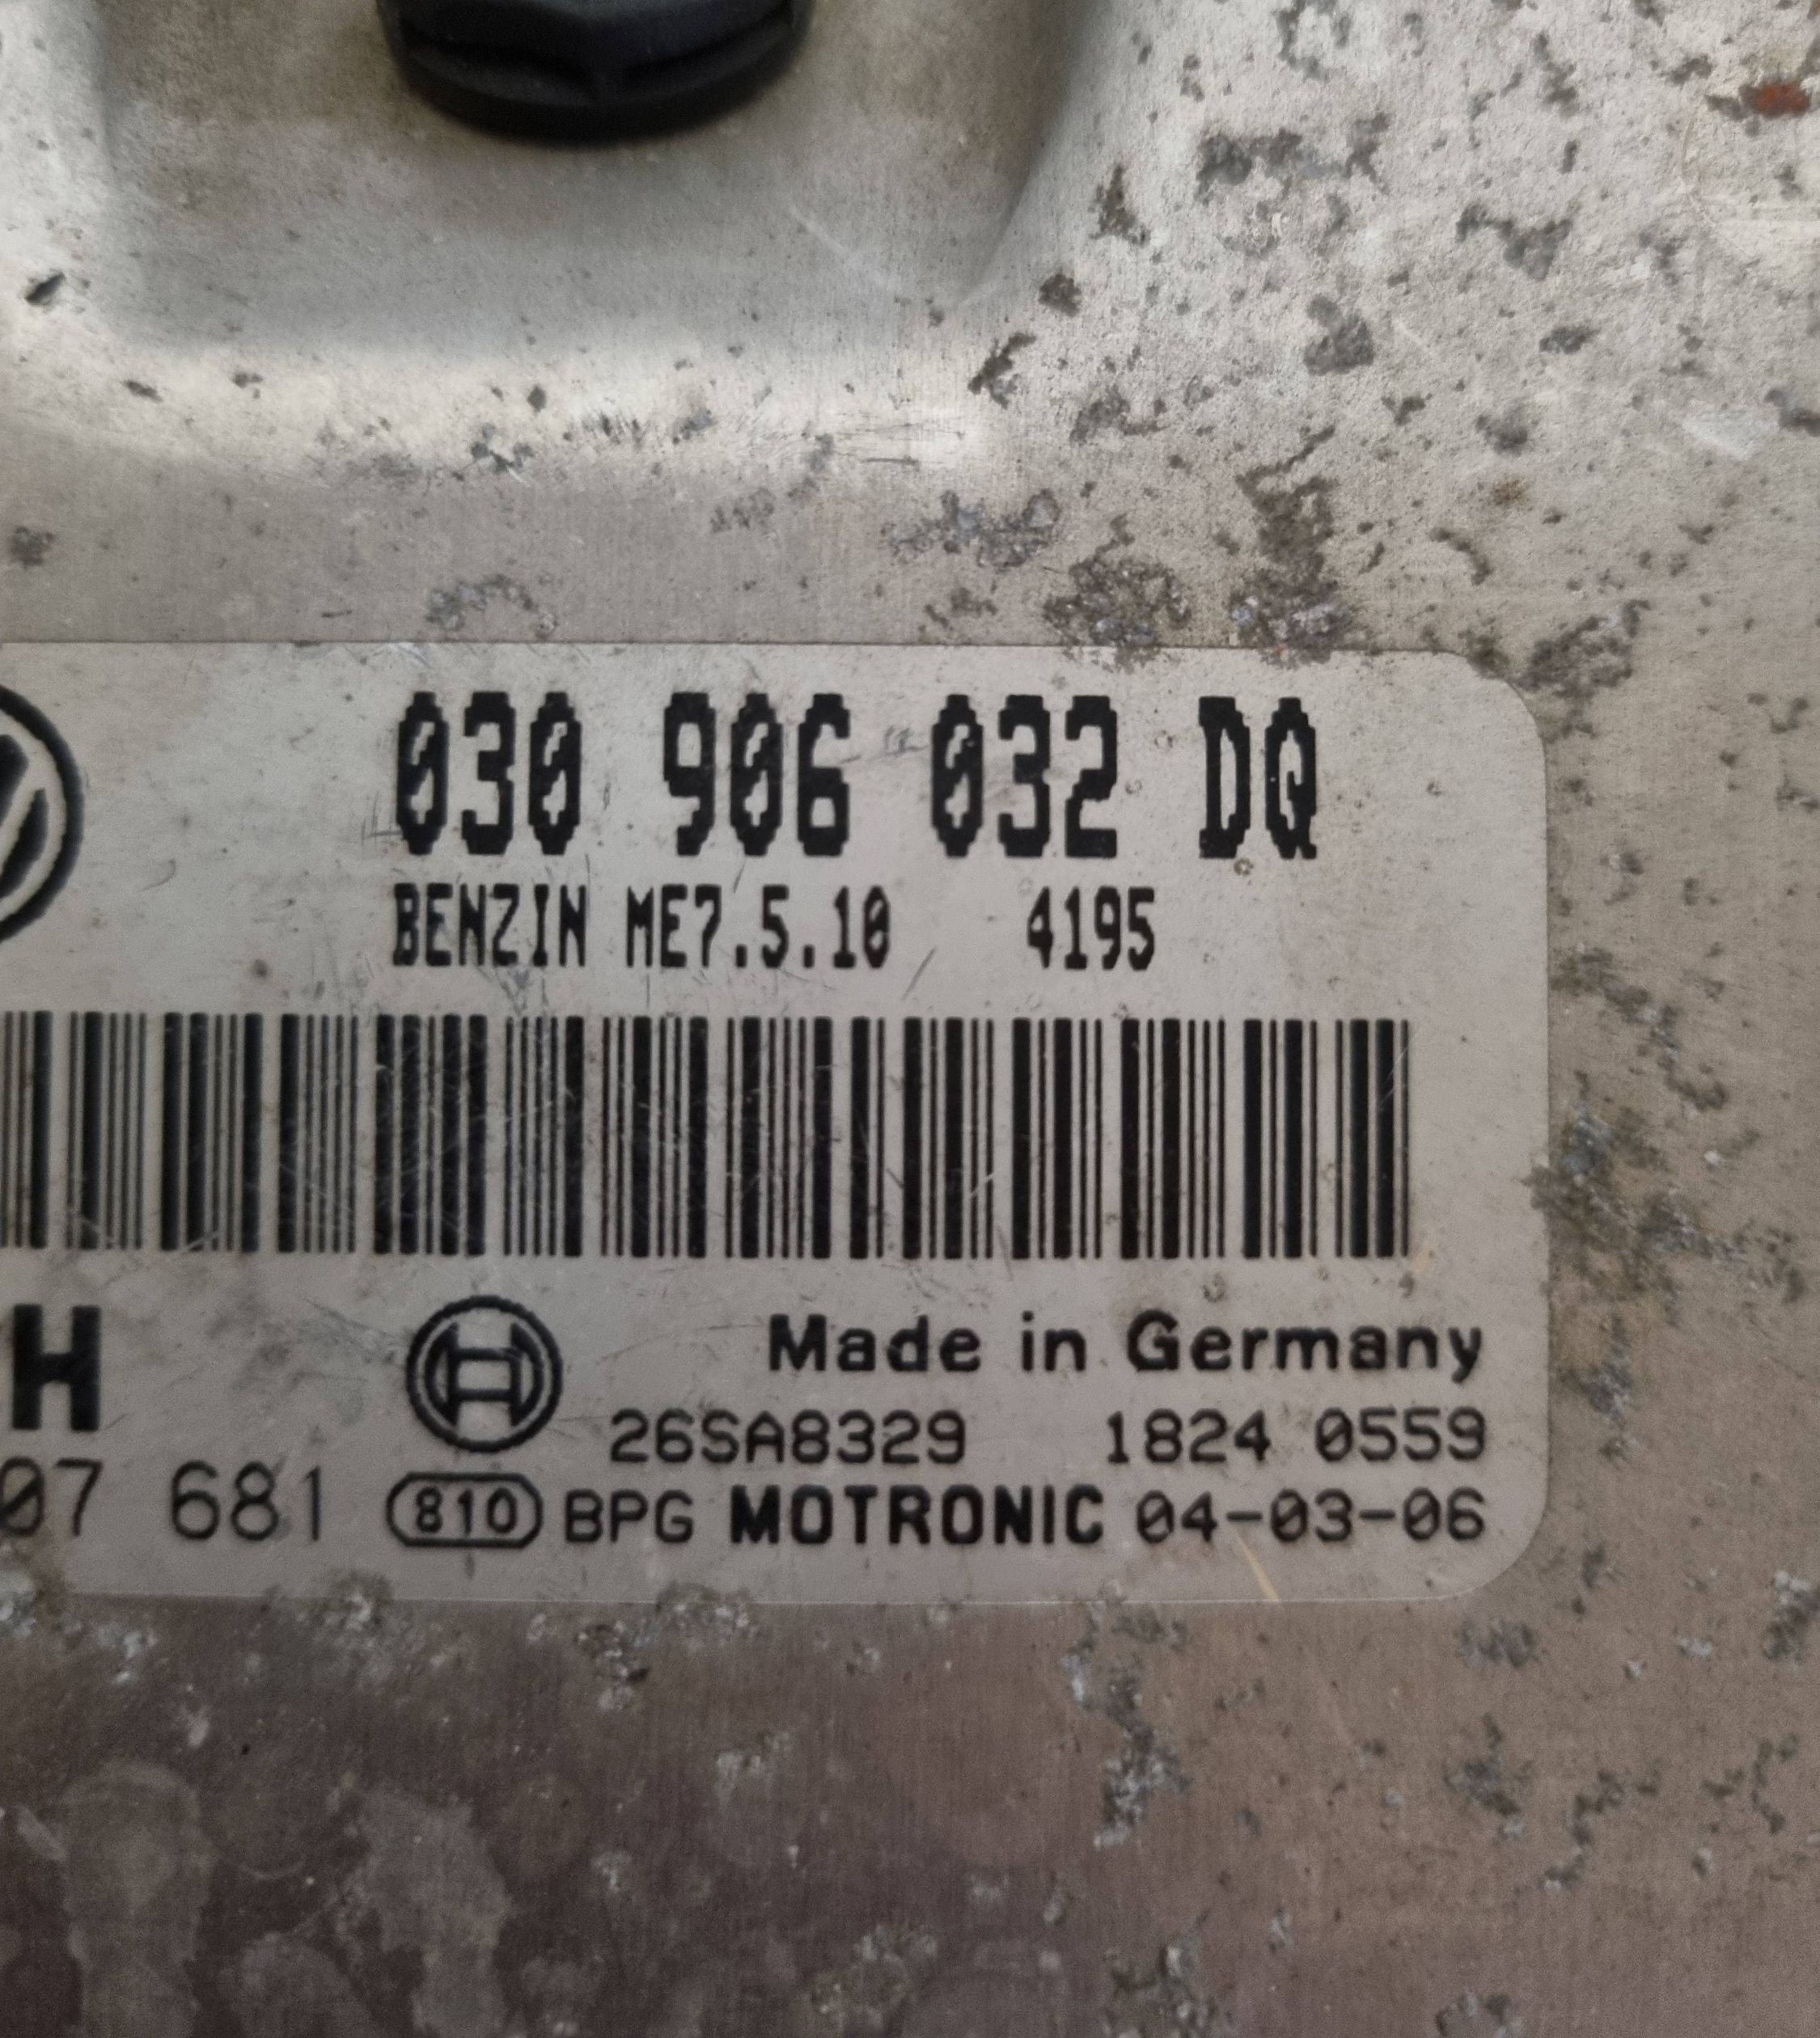 030 906 032 DQ
BENZIN ME7.5.10 4195
H
Made in Germany
26SA8329 1824 0559
07 681 810 BPG MOTRONIC 04-03-06